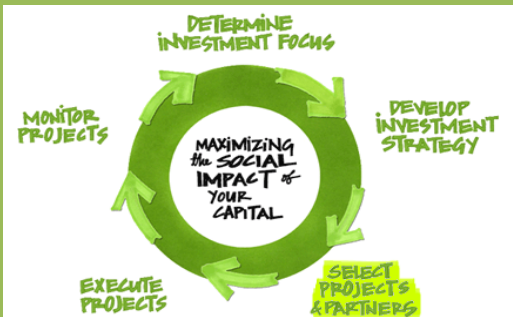 DETERMINE
INVESTMENT FOCUS
DEVELOP
INVESTMENT
STRATEGY
SELECT
PROJECTS
& PARTNERS
EXECUTE
PROJECTS
MONITOR
PROJECTS
MAXIMIZING
the SOCIAL
IMPACT of
YOUR
CAPITAL